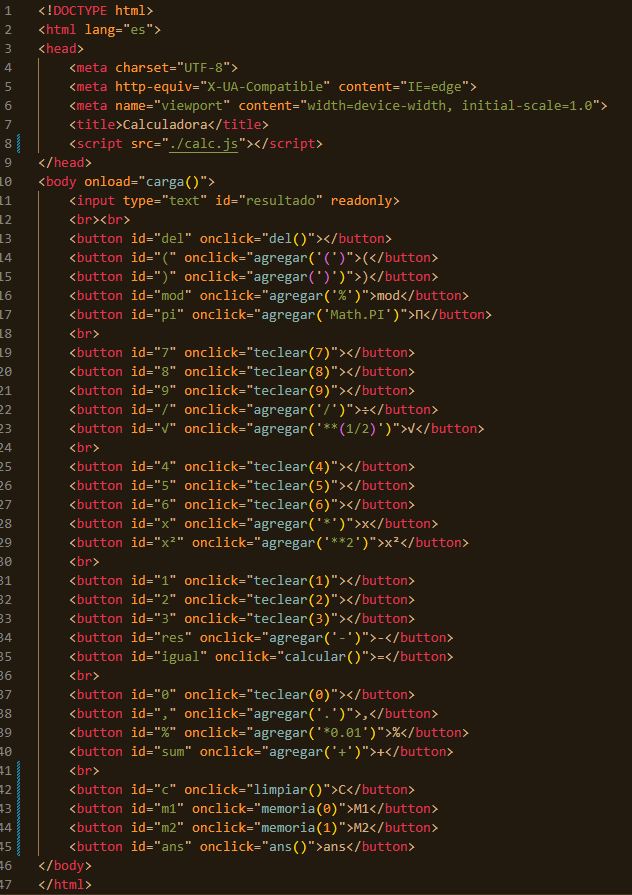 1 <!DOCTYPE html>
2 <html lang="es">
3 <head>
4 <meta charset="UTF-8">
5 <meta http-equiv="X-UA-Compatible" content="IE=edge">
6 <meta name="viewport" content="width=device-width, initial-scale=1.0">
7 <title>Calculadora</title>
8 <script src="./calc.js"></script>
9 </head>
10 <body onload="carga()">
11 <input type="text" id="resultado" readonly>
12 <br><br>
13 <button id="del" onclick="del()"></button>
14 <button id="(" onclick="agregar('(')">(</button>
15 <button id=")" onclick="agregar(')')">)</button>
16 <button id="mod" onclick="agregar('%')">mod</button>
17 <button id="pi" onclick="agregar('Math.PI')">Π</button>
18 <br>
19 <button id="7" onclick="teclear(7)"></button>
20 <button id="8" onclick="teclear(8)"></button>
21 <button id="9" onclick="teclear(9)"></button>
22 <button id="/" onclick="agregar('/')">÷</button>
23 <button id="√" onclick="agregar('**(1/2)')">√</button>
24 <br>
25 <button id="4" onclick="teclear(4)"></button>
26 <button id="5" onclick="teclear(5)"></button>
27 <button id="6" onclick="teclear(6)"></button>
28 <button id="x" onclick="agregar('*')">x</button>
29 <button id="x²" onclick="agregar('**2')">x²</button>
30 <br>
31 <button id="1" onclick="teclear(1)"></button>
32 <button id="2" onclick="teclear(2)"></button>
33 <button id="3" onclick="teclear(3)"></button>
34 <button id="res" onclick="agregar('-')">-</button>
35 <button id="igual" onclick="calcular()">=</button>
36 <br>
37 <button id="0" onclick="teclear(0)"></button>
38 <button id="," onclick="agregar('.')">,</button>
39 <button id="%" onclick="agregar('*0.01')">%</button>
40 <button id="sum" onclick="agregar('+')">+</button>
41 <br>
42 <button id="c" onclick="limpiar()">C</button>
43 <button id="m1" onclick="memoria(0)">M1</button>
44 <button id="m2" onclick="memoria(1)">M2</button>
45 <button id="ans" onclick="ans()">ans</button>
46 </body>
47 </html>